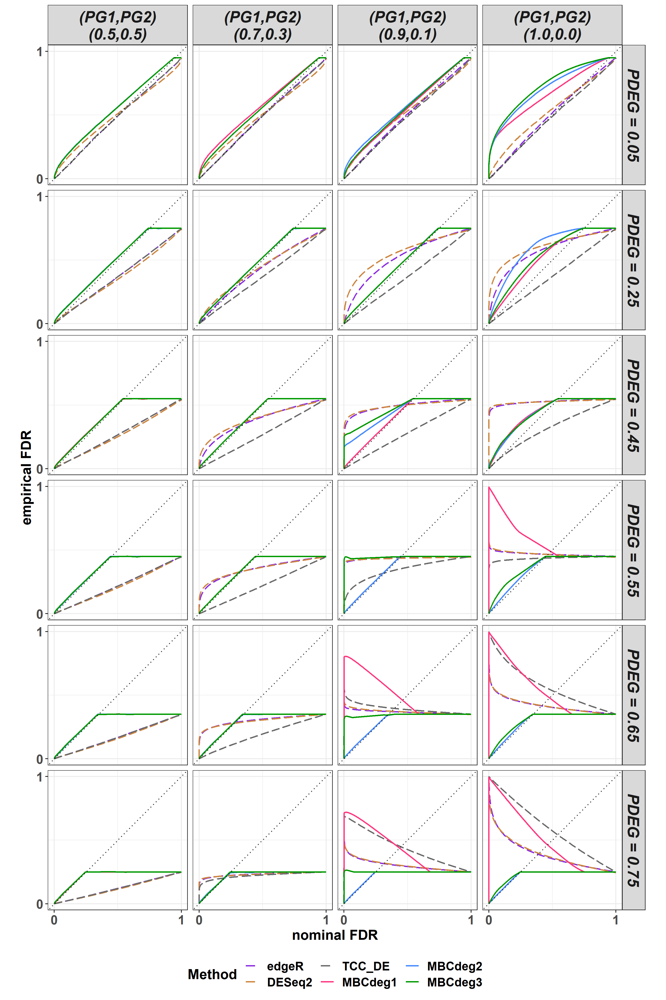 (PG1,PG2) (PG1,PG2) (PG1,PG2) (PG1,PG2)
(0.5,0.5) (0.7,0.3) (0.9,0.1) (1.0,0.0)
1
0
PDEG = 0.05
1
0
PDEG = 0.25
1
0
PDEG = 0.45
empirical FDR
1
0
PDEG = 0.55
1
0
PDEG = 0.65
1
0
PDEG = 0.75
0 1 0 1 0 1 0 1
nominal FDR
Method
edgeR TCC_DE MBCdeg2
DESeq2 MBCdeg1 MBCdeg3